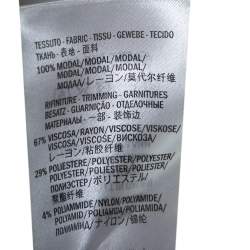 TESSUTO - FABRIC - TISSU - GEWEBE - TECIDO
ТКАНЬ - 表地 - 面料
100% MODAL/MODAL/MODAL/
MODAL/MODAL/MODAL/
МОДАЛ/レーヨン/莫代尔纤维
RIFINITURE - TRIMMING - GARNITURES
BESATZ - GUARNIÇÃO - ОТДЕЛОЧНЫЕ
МАТЕРИАЛЫ - 一部 - 装饰边
67% VISCOSA/RAYON/VISCOSE/VISKOSE/
VISCOSA/VISCOSE/ВИСКОЗА/
レーヨン/粘胶纤维
29% POLIESTERE/POLYESTER/POLYESTER/
POLYESTER/POLIÉSTER/POLYESTER/
ПОЛИЭСТЕР/ポリエステル/
聚酯纤维
4% POLIAMMIDE/NYLON/POLYAMIDE/
POLYAMID/POLIAMIDA/POLIAMIDA/
ПОЛИАМИД/ナイロン/锦纶